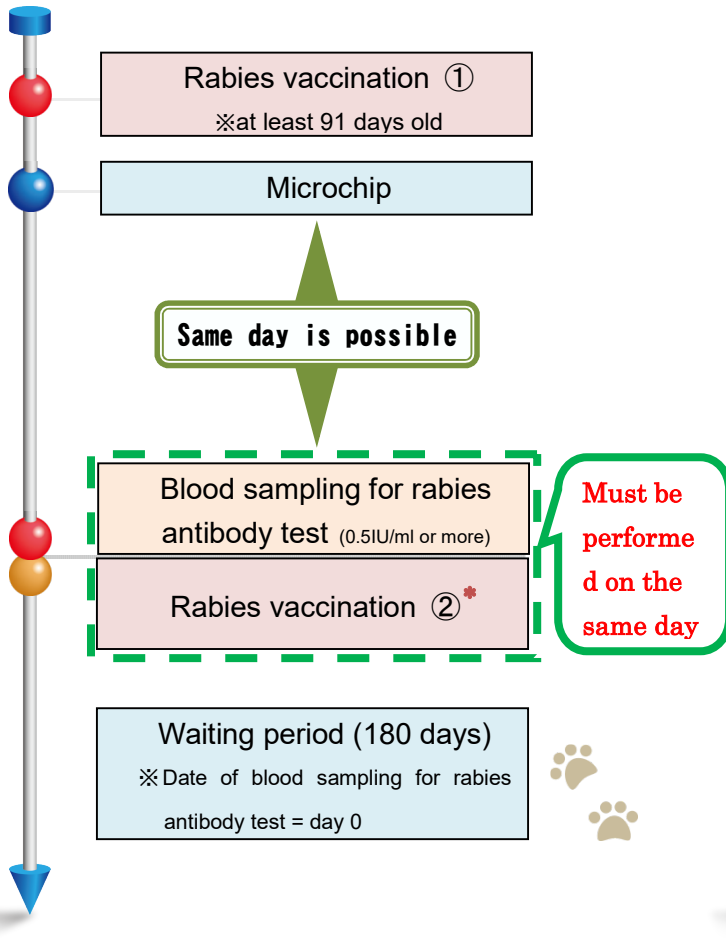 Rabies vaccination ①
※at least 91 days old
Microchip
Same day is possible
Blood sampling for rabies
antibody test (0.5IU/ml or more)
Rabies vaccination ②*
Must be
performe
d on the
same day
Waiting period (180 days)
※Date of blood sampling for rabies
antibody test = day 0